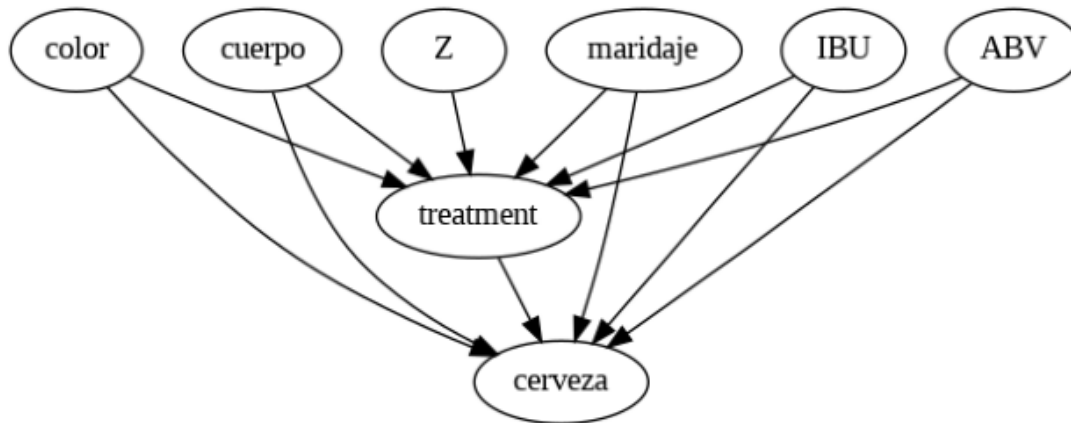 color
cuerpo
Z
maridaje
IBU
ABV
treatment
cerveza